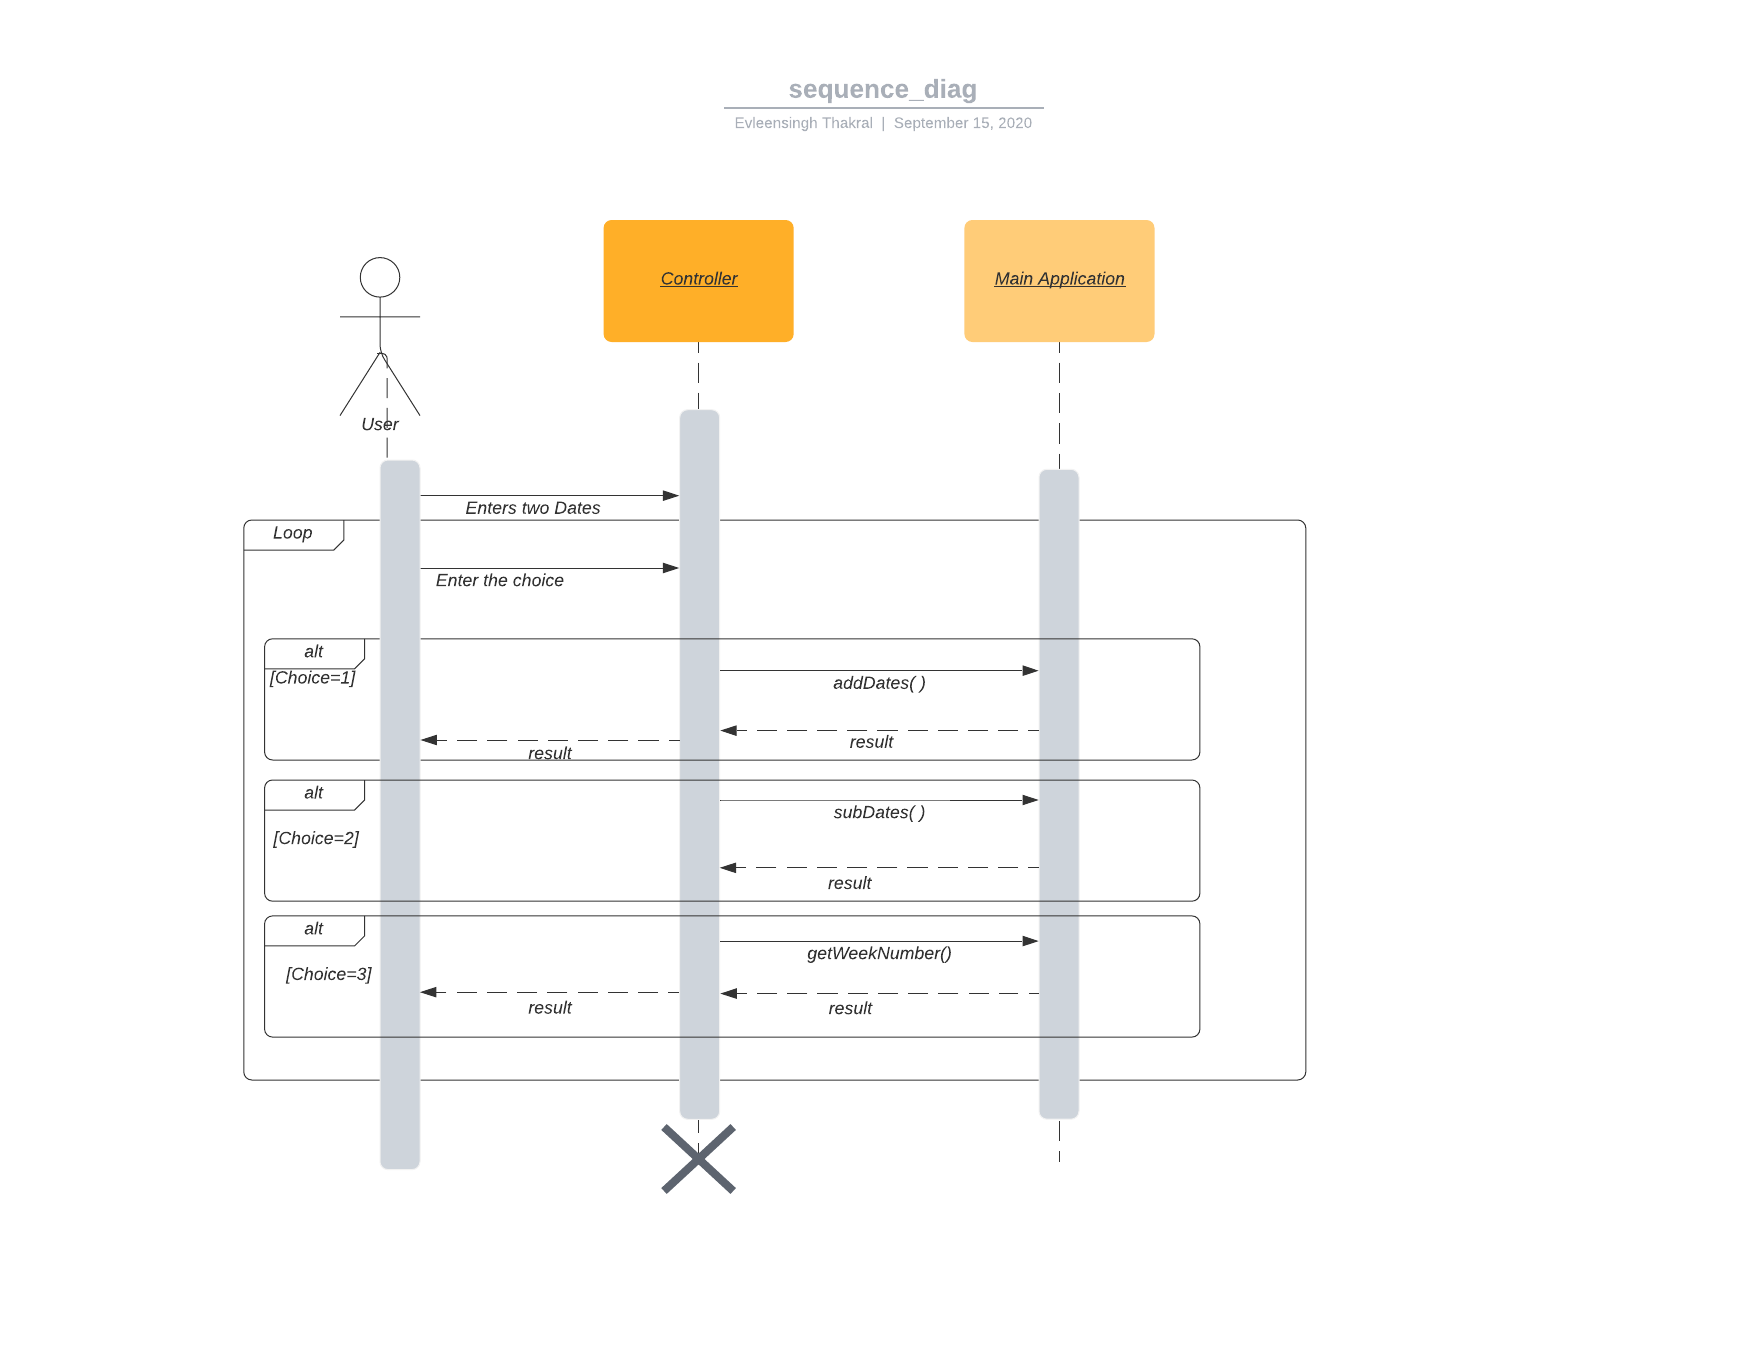 sequence_diag
Evleensingh Thakral | September 15, 2020
Controller
Main Application
User
Enters two Dates
Loop
Enter the choice
alt
[Choice=1]
addDates( )
result
result
alt
subDates( )
[Choice=2]
result
alt
getWeekNumber()
[Choice=3]
result
result